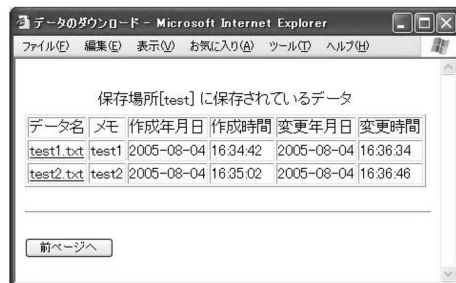 データのダウンロード - Microsoft Internet Explorer
ファイル(F) 編集(E) 表示(V) お気に入り(A) ツール(T) ヘルプ(H)
保存場所[test] に保存されているデータ
データ名 メモ 作成年月日 作成時間 変更年月日 変更時間
test1.txt test1 2005-08-04 16:34:42 2005-08-04 16:36:34
test2.txt test2 2005-08-04 16:35:02 2005-08-04 16:36:46
前ページへ